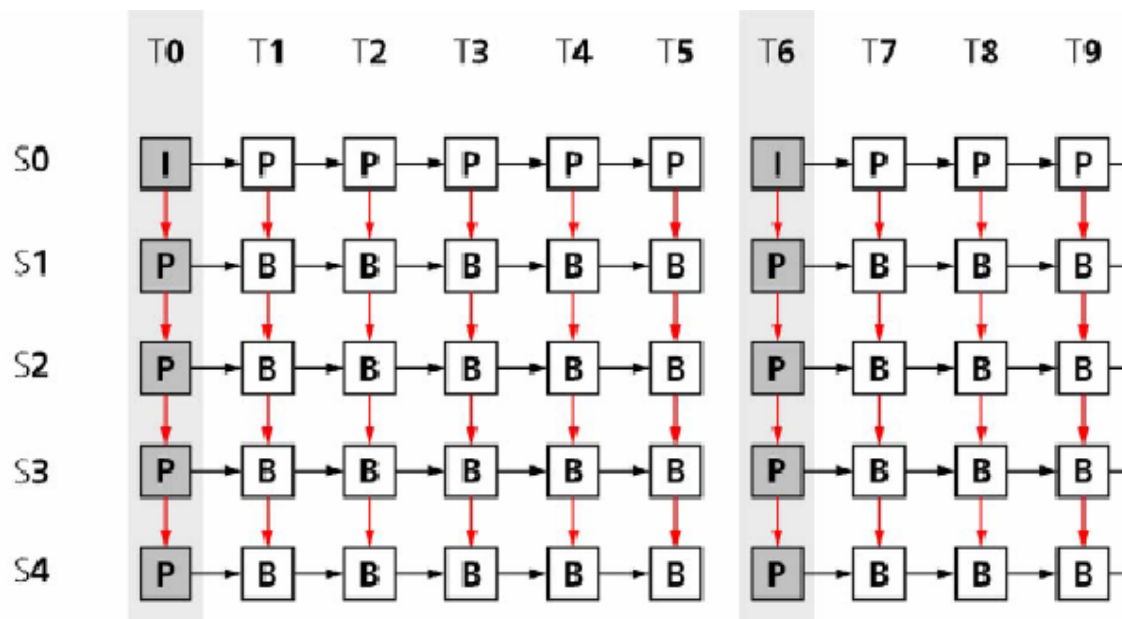 T0 T1 T2 T3 T4 T5 T6 T7 T8 T9
S0 I P P P P P I P P P
S1 P B B B B B P B B B
S2 P B B B B B P B B B
S3 P B B B B B P B B B
S4 P B B B B B P B B B